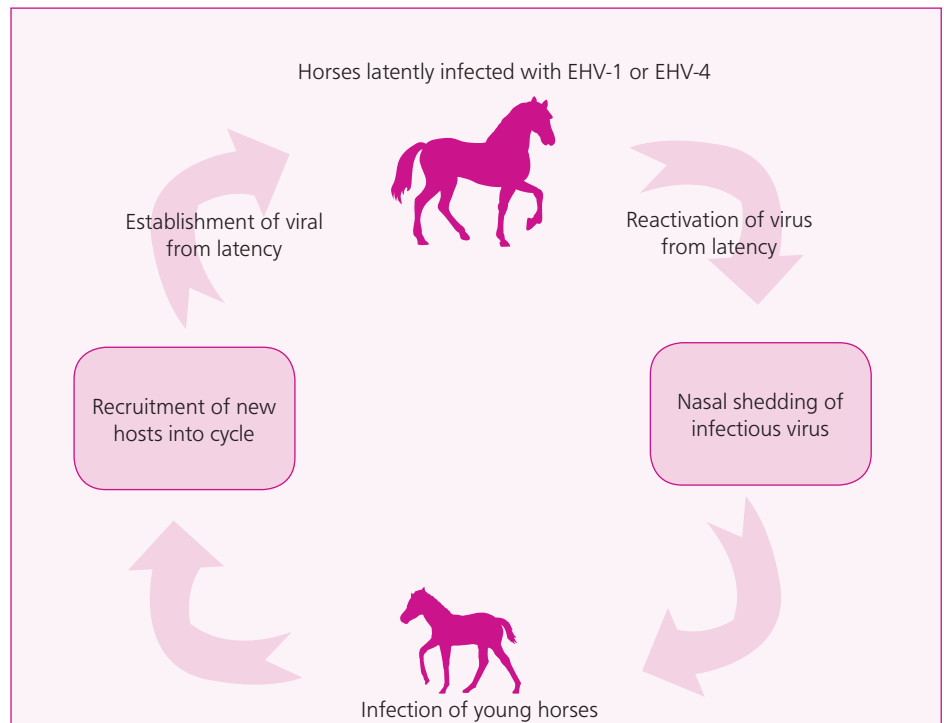 Horses latently infected with EHV-1 or EHV-4
Reactivation of virus
from latency
Nasal shedding of
infectious virus
Infection of young horses
Recruitment of new
hosts into cycle
Establishment of viral
from latency